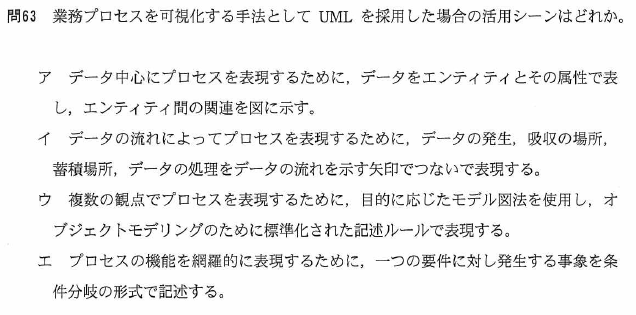 問63 業務プロセスを可視化する手法として UML を採用した場合の活用シーンはどれか。
ア データ中心にプロセスを表現するために，データをエンティティとその属性で表
し，エンティティ間の関連を図に示す。
イ データの流れによってプロセスを表現するために，データの発生，吸収の場所，
蓄積場所，データの処理をデータの流れを示す矢印でつないで表現する。
ウ 複数の観点でプロセスを表現するために，目的に応じたモデル図法を使用し，オ
ブジェクトモデリングのために標準化された記述ルールで表現する。
エ プロセスの機能を網羅的に表現するために，一つの要件に対し発生する事象を条
件分岐の形式で記述する。